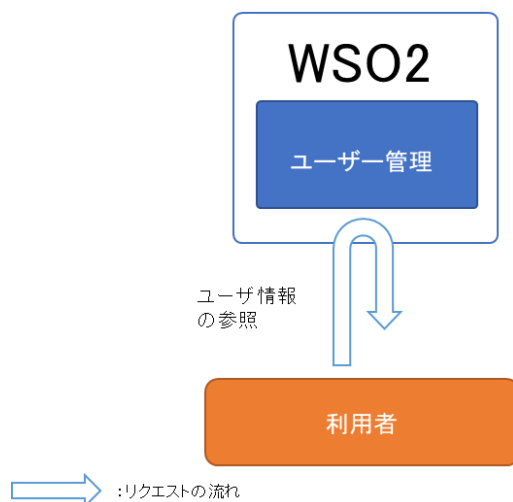 WSO2
ユーザー管理
ユーザ情報
の参照
利用者
:リクエストの流れ